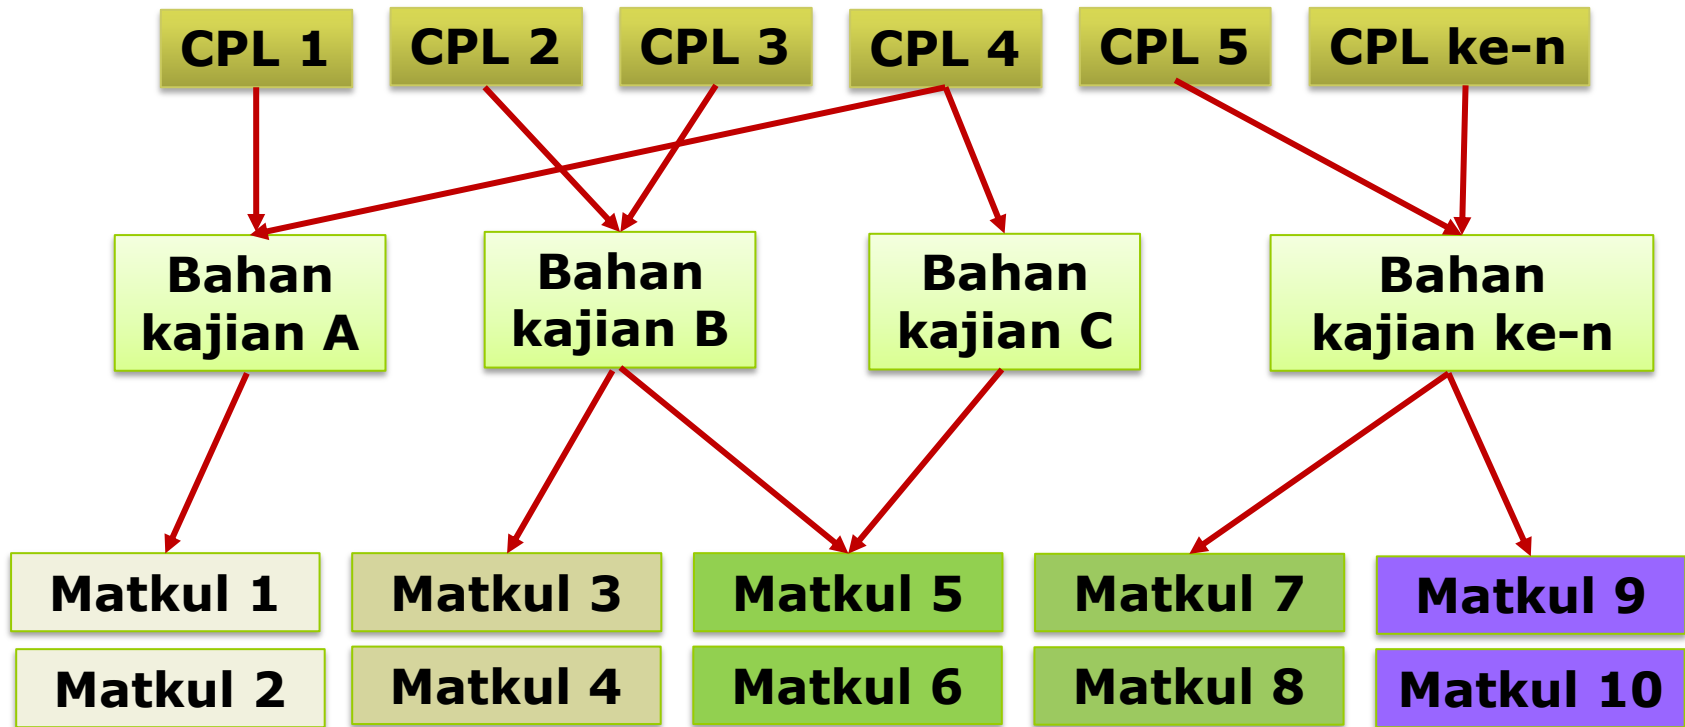 CPL 1
CPL 2
CPL 3
CPL 4
CPL 5
CPL ke-n
Bahan
kajian A
Bahan
kajian B
Bahan
kajian C
Bahan
kajian ke-n
Matkul 1
Matkul 3
Matkul 5
Matkul 7
Matkul 9
Matkul 2
Matkul 4
Matkul 6
Matkul 8
Matkul 10